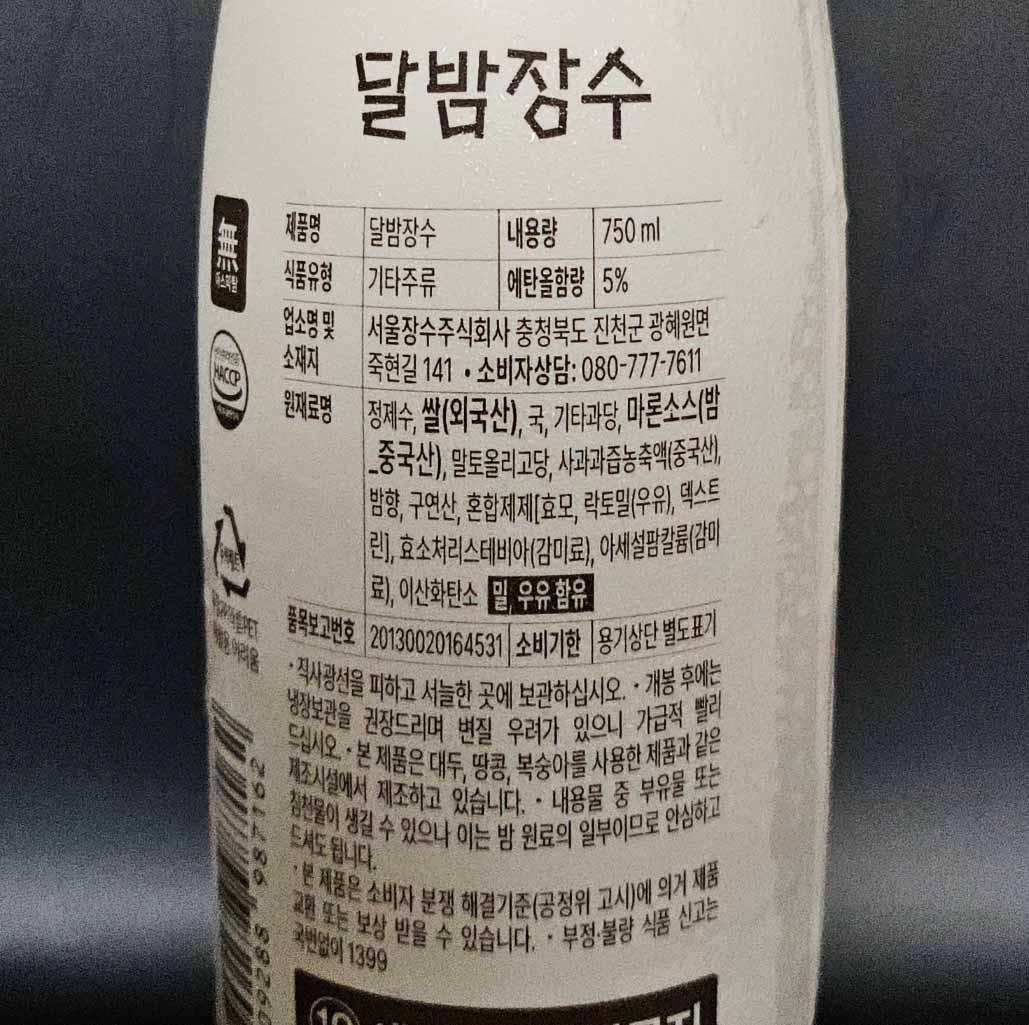 달밤장수
제품명 달밤장수 내용량 750 ml
식품유형 기타주류 에탄올함량 5%
업소명 및 소재지 서울장수주식회사 충청북도 진천군 광혜원면
죽현길 141 • 소비자상담: 080-777-7611
원재료명 정제수, 쌀(외국산), 국, 기타과당, 마론소스(밤
_중국산), 말토올리고당, 사과과즙농축액(중국산),
밤향, 구연산, 혼합제제[효모, 락토밀(우유), 덱스트
린], 효소처리스테비아(감미료), 아세설팜칼륨(감미
료), 이산화탄소 밀, 우유 함유
품목보고번호 20130020164531 소비기한 용기상단 별도표기
· 직사광선을 피하고 서늘한 곳에 보관하십시오. · 개봉 후에는
냉장보관을 권장드리며 변질 우려가 있으니 가급적 빨리
드십시오. · 본 제품은 대두, 땅콩, 복숭아를 사용한 제품과 같은
제조시설에서 제조하고 있습니다. · 내용물 중 부유물 또는
침전물이 생길 수 있으나 이는 밤 원료의 일부이므로 안심하고
드셔도 됩니다.
· 본 제품은 소비자 분쟁 해결기준(공정위 고시)에 의거 제품
교환 또는 보상 받을 수 있습니다. · 부정·불량 식품 신고는
국번없이 1399
無
아스파탐
HACCP
어려움